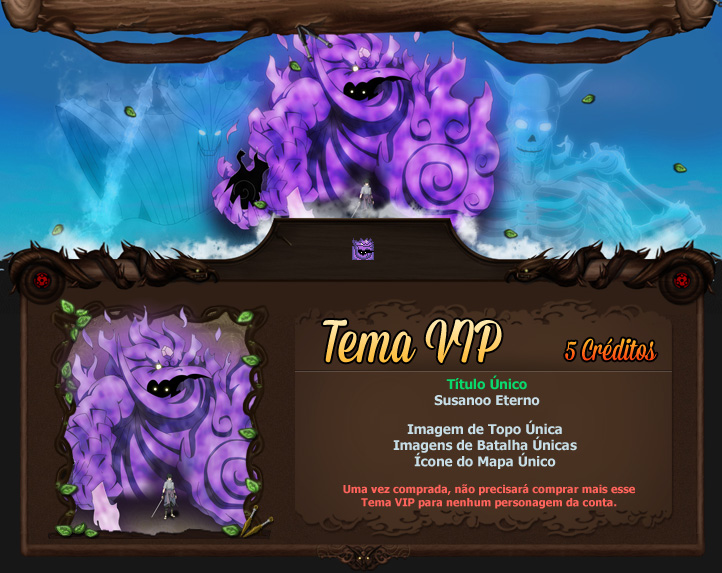 Tema VIP
5 Créditos
Título Único
Susanoo Eterno
Imagem de Topo Única
Imagens de Batalha Únicas
Ícone do Mapa Único
Uma vez comprada, não precisará comprar mais esse
Tema VIP para nenhum personagem da conta.